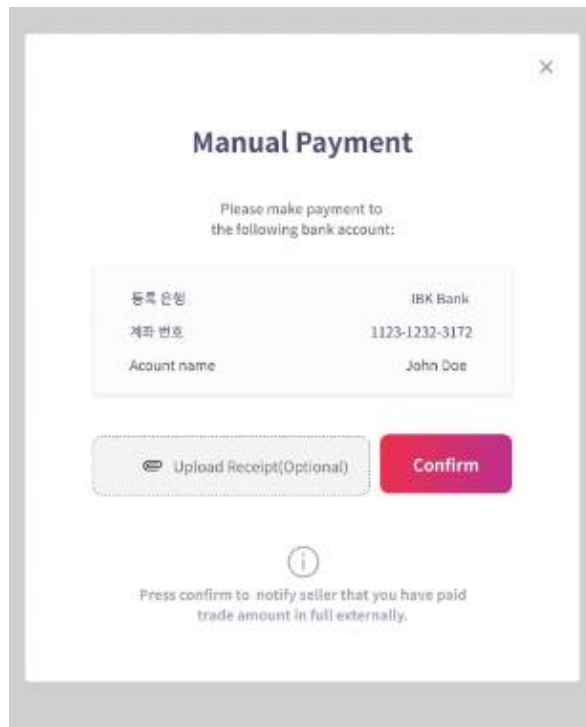 Manual Payment
Please make payment to
the following bank account:
등록 은행 IBK Bank
계좌 번호 1123-1232-3172
Acount name John Doe
Upload Receipt(Optional)
Confirm
Press confirm to notify seller that you have paid
trade amount in full externally.